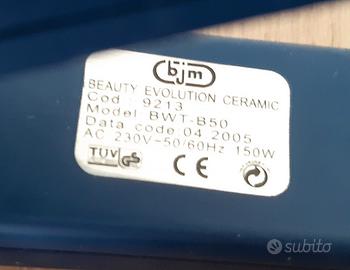 bjm
BEAUTY EVOLUTION CERAMIC
Cod : 9213
Model: BWT-B50
Data code 04 2005
AC 230V~50/60Hz 150W
TÜV GS
CE
subito